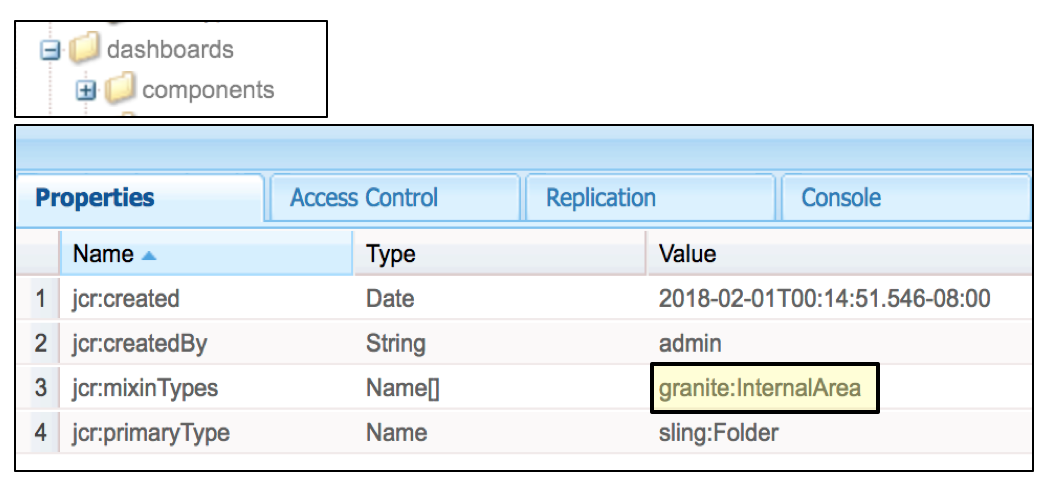 dashboards
components
Properties Access Control Replication Console
Name Type Value
1 jcr:created Date 2018-02-01T00:14:51.546-08:00
2 jcr:createdBy String admin
3 jcr:mixinTypes Name[] granite:InternalArea
4 jcr:primaryType Name sling:Folder